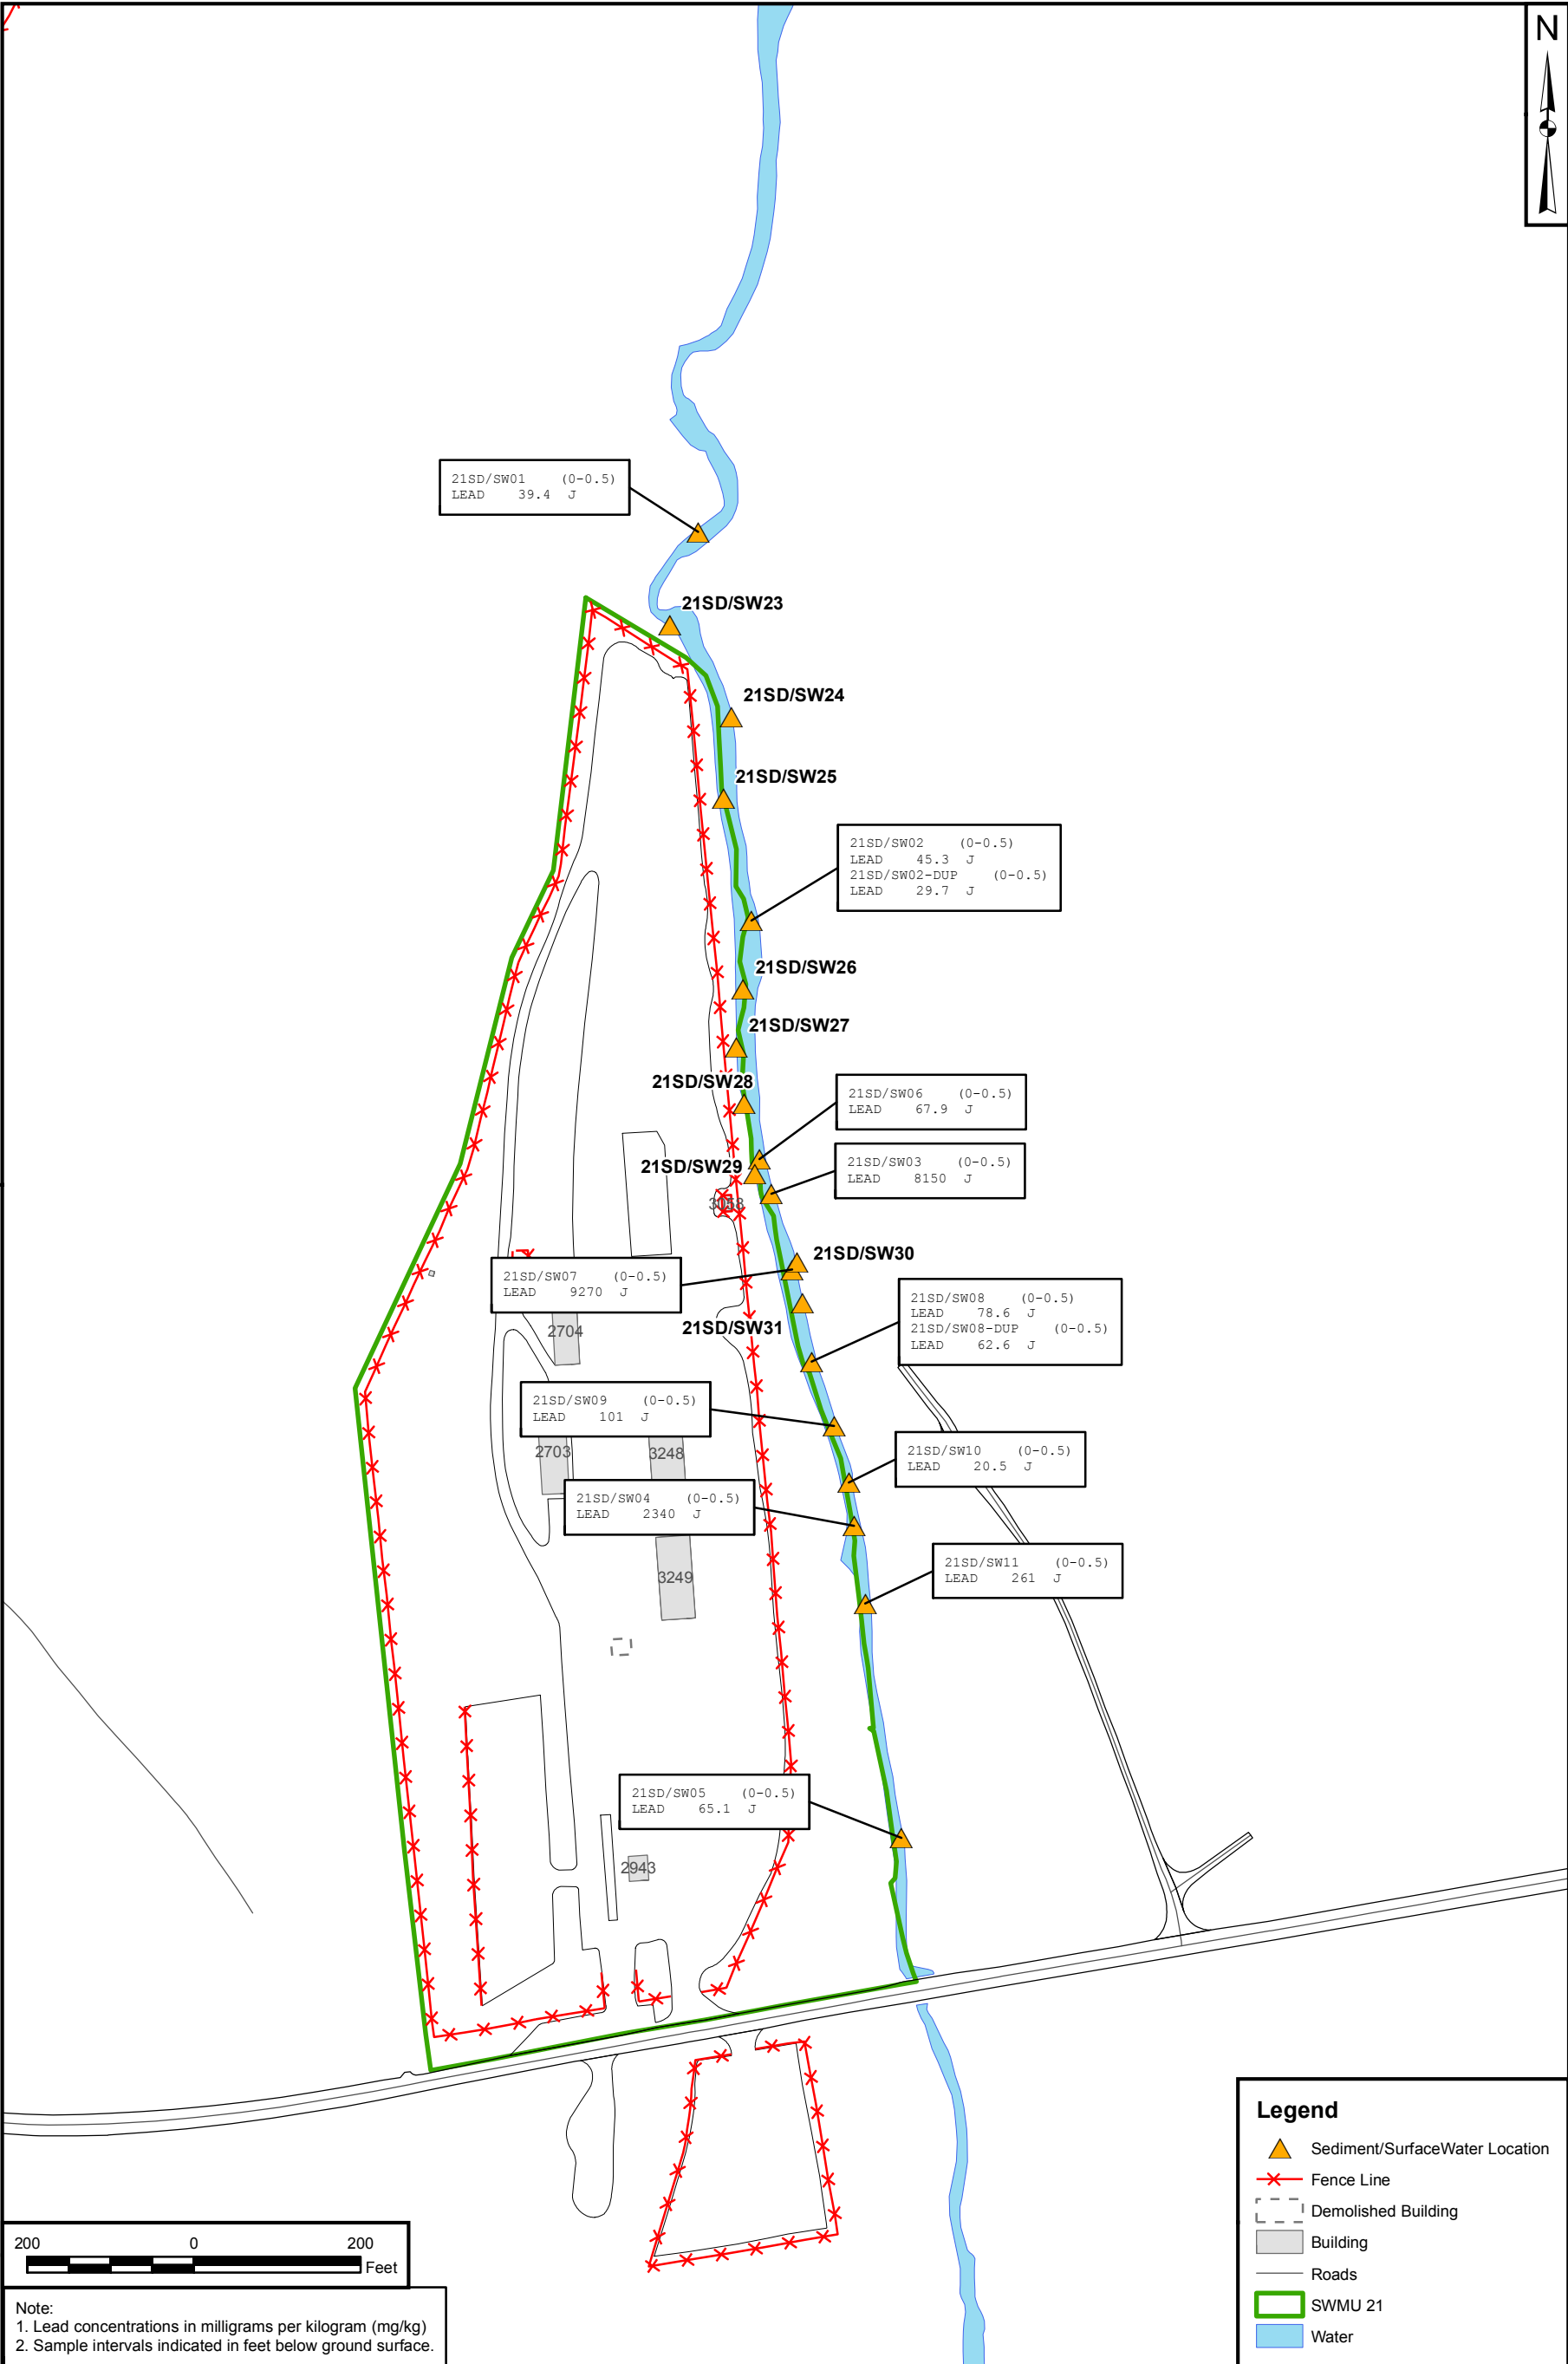 N
21SD/SW01 (0-0.5)
LEAD 39.4 J
21SD/SW23
21SD/SW24
21SD/SW25
21SD/SW02 (0-0.5)
LEAD 45.3 J
21SD/SW02-DUP (0-0.5)
LEAD 29.7 J
21SD/SW26
21SD/SW27
21SD/SW28
21SD/SW06 (0-0.5)
LEAD 67.9 J
21SD/SW29
21SD/SW03 (0-0.5)
LEAD 8150 J
3058
21SD/SW30
21SD/SW07 (0-0.5)
LEAD 9270 J
21SD/SW08 (0-0.5)
LEAD 78.6 J
21SD/SW08-DUP (0-0.5)
LEAD 62.6 J
21SD/SW31
2704
21SD/SW09 (0-0.5)
LEAD 101 J
2703
3248
21SD/SW10 (0-0.5)
LEAD 20.5 J
21SD/SW04 (0-0.5)
LEAD 2340 J
21SD/SW11 (0-0.5)
LEAD 261 J
3249
21SD/SW05 (0-0.5)
LEAD 65.1 J
2943
Legend
Sediment/SurfaceWater Location
Fence Line
Demolished Building
Building
Roads
SWMU 21
Water
200 0 200
Feet
Note:
1. Lead concentrations in milligrams per kilogram (mg/kg)
2. Sample intervals indicated in feet below ground surface.